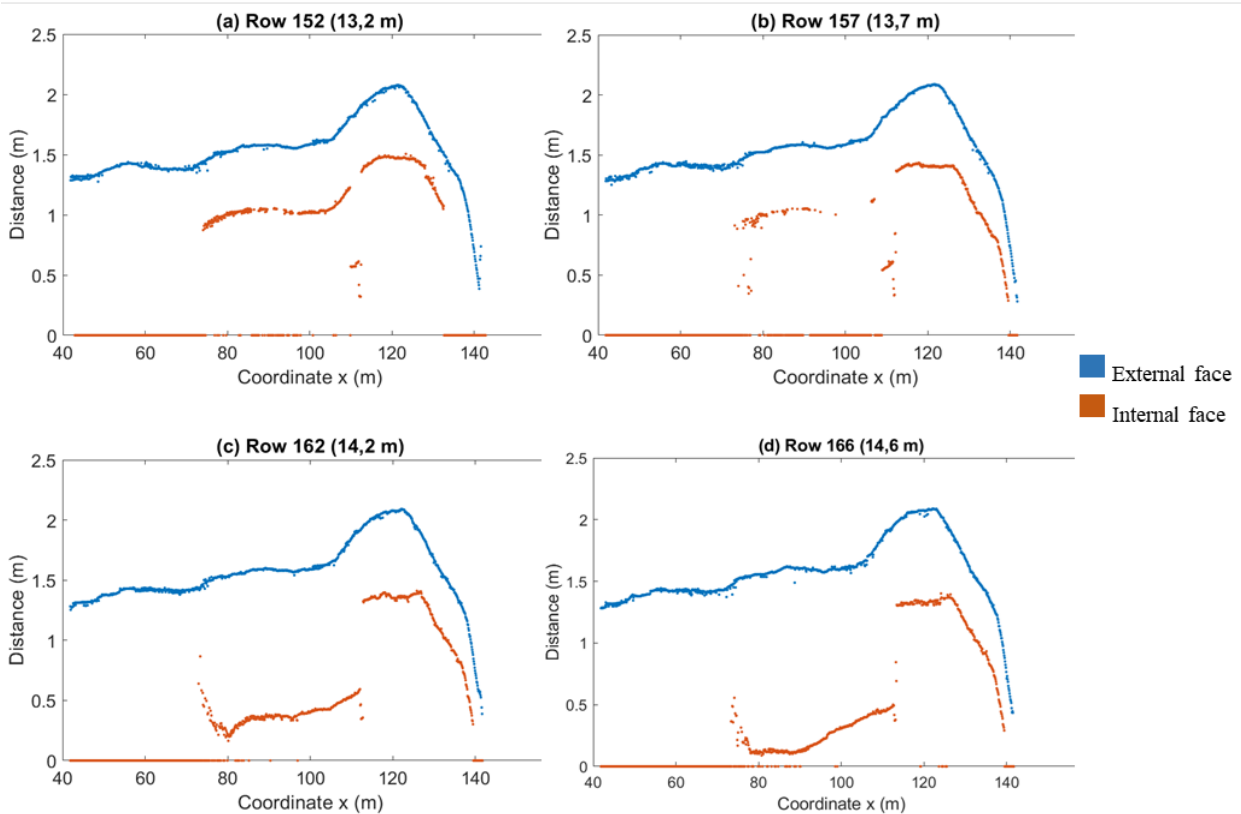 (a) Row 152 (13,2 m)
2.5
2
1.5
1
0.5
0
Distance (m)
40 60 80 100 120 140
Coordinate x (m)
(b) Row 157 (13,7 m)
2.5
2
1.5
1
0.5
0
Distance (m)
40 60 80 100 120 140
Coordinate x (m)
External face
Internal face
(c) Row 162 (14,2 m)
2.5
2
1.5
1
0.5
0
Distance (m)
40 60 80 100 120 140
Coordinate x (m)
(d) Row 166 (14,6 m)
2.5
2
1.5
1
0.5
0
Distance (m)
40 60 80 100 120 140
Coordinate x (m)